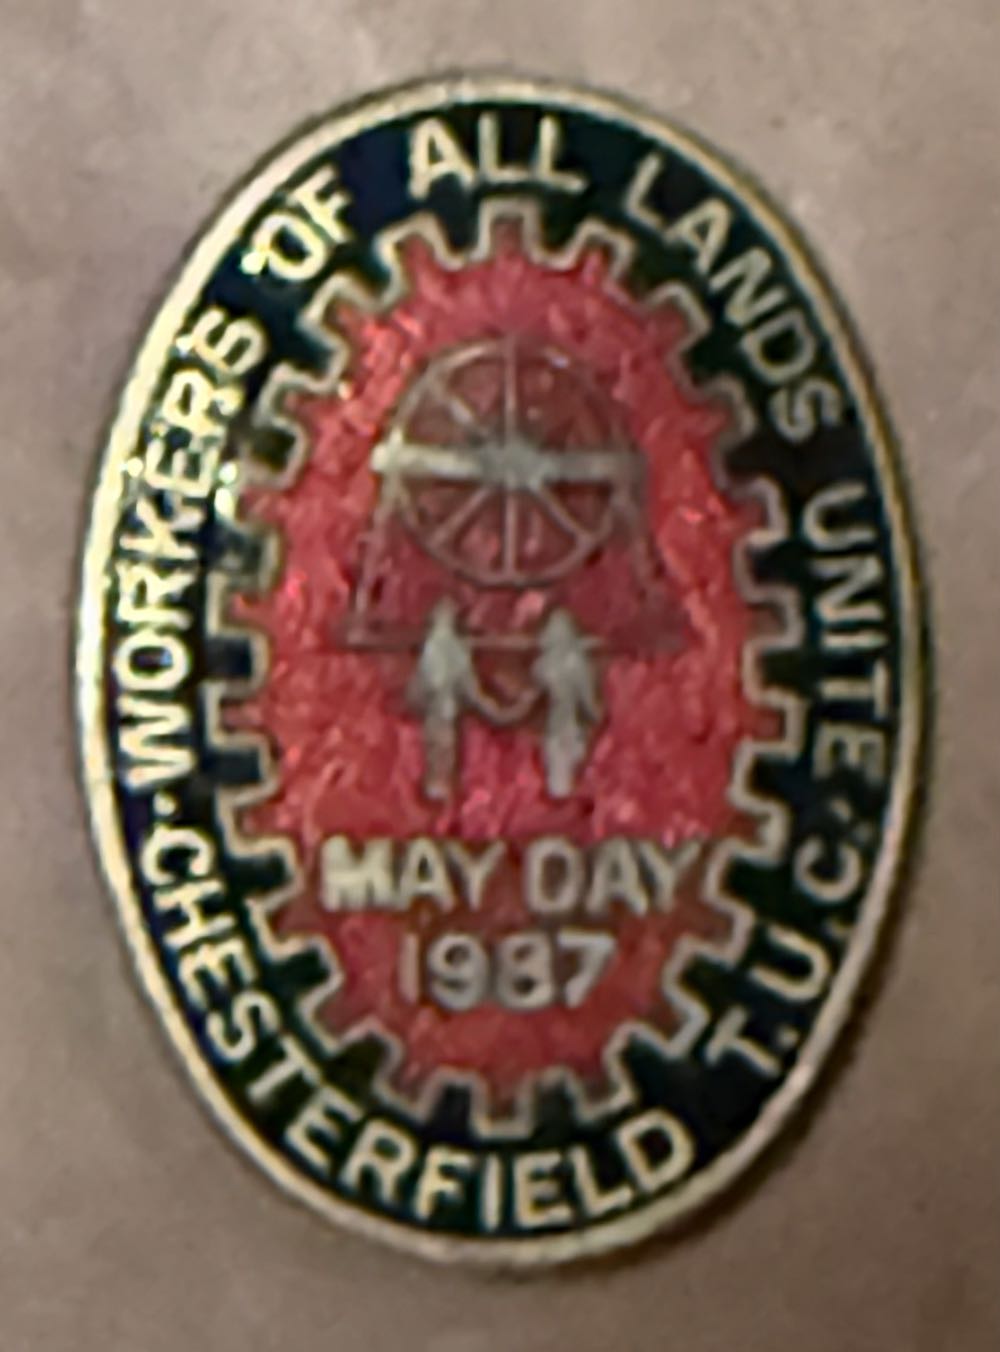 WORKERS OF ALL LANDS UNITE
CHESTERFIELD T.U.C.
MAY DAY
1987